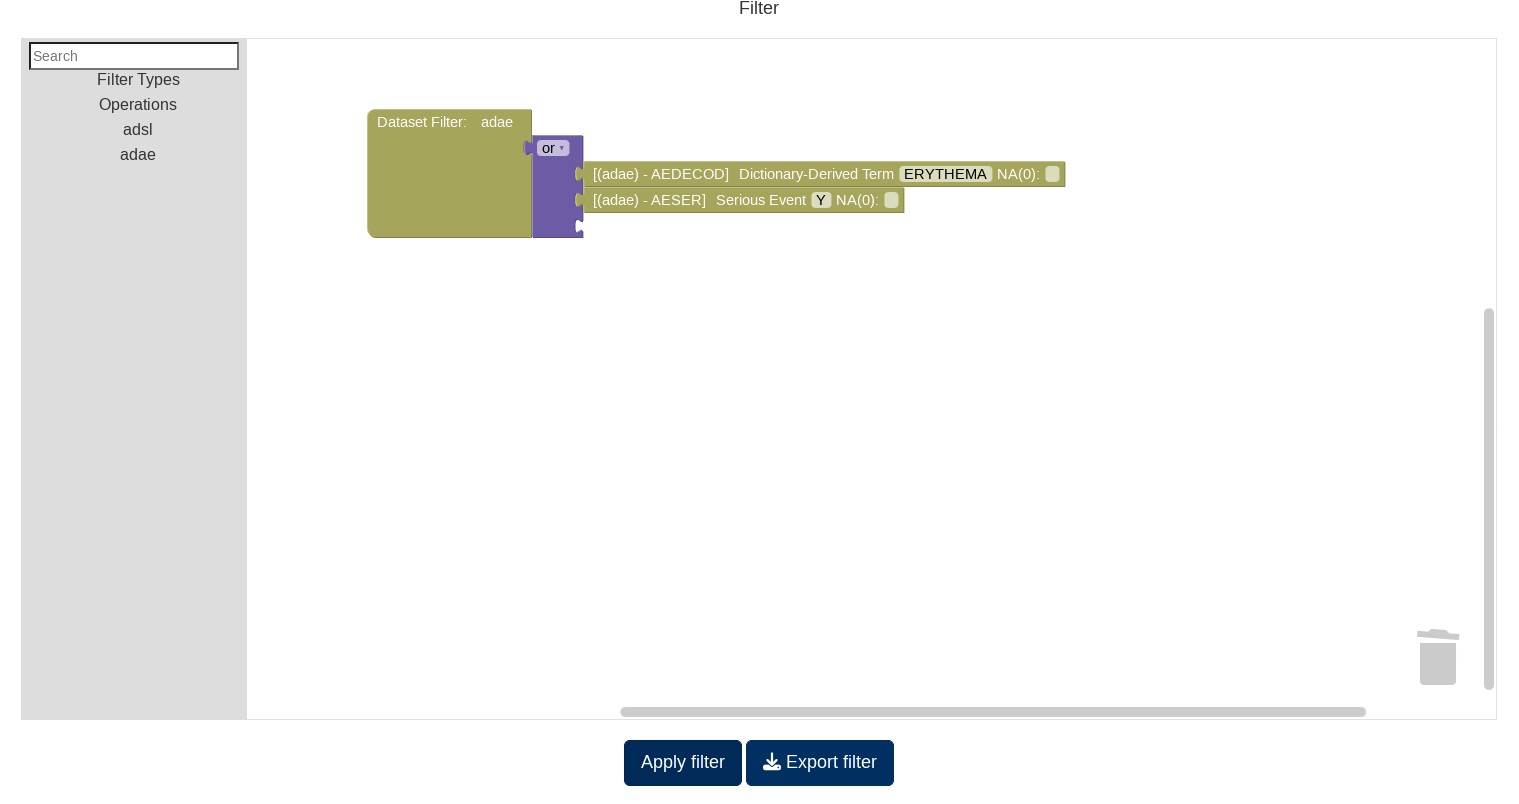 Filter
Search
Filter Types
Operations
adsl
adae
Dataset Filter: adae
or
[(adae) - AEDECOD] Dictionary-Derived Term ERYTHEMA NA(0):
[(adae) - AESER] Serious Event Y NA(0):
Apply filter
Export filter